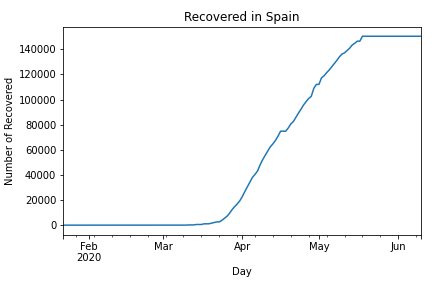 Recovered in Spain
Number of Recovered
140000
120000
100000
80000
60000
40000
20000
0
Feb
2020
Mar
Apr
May
Jun
Day